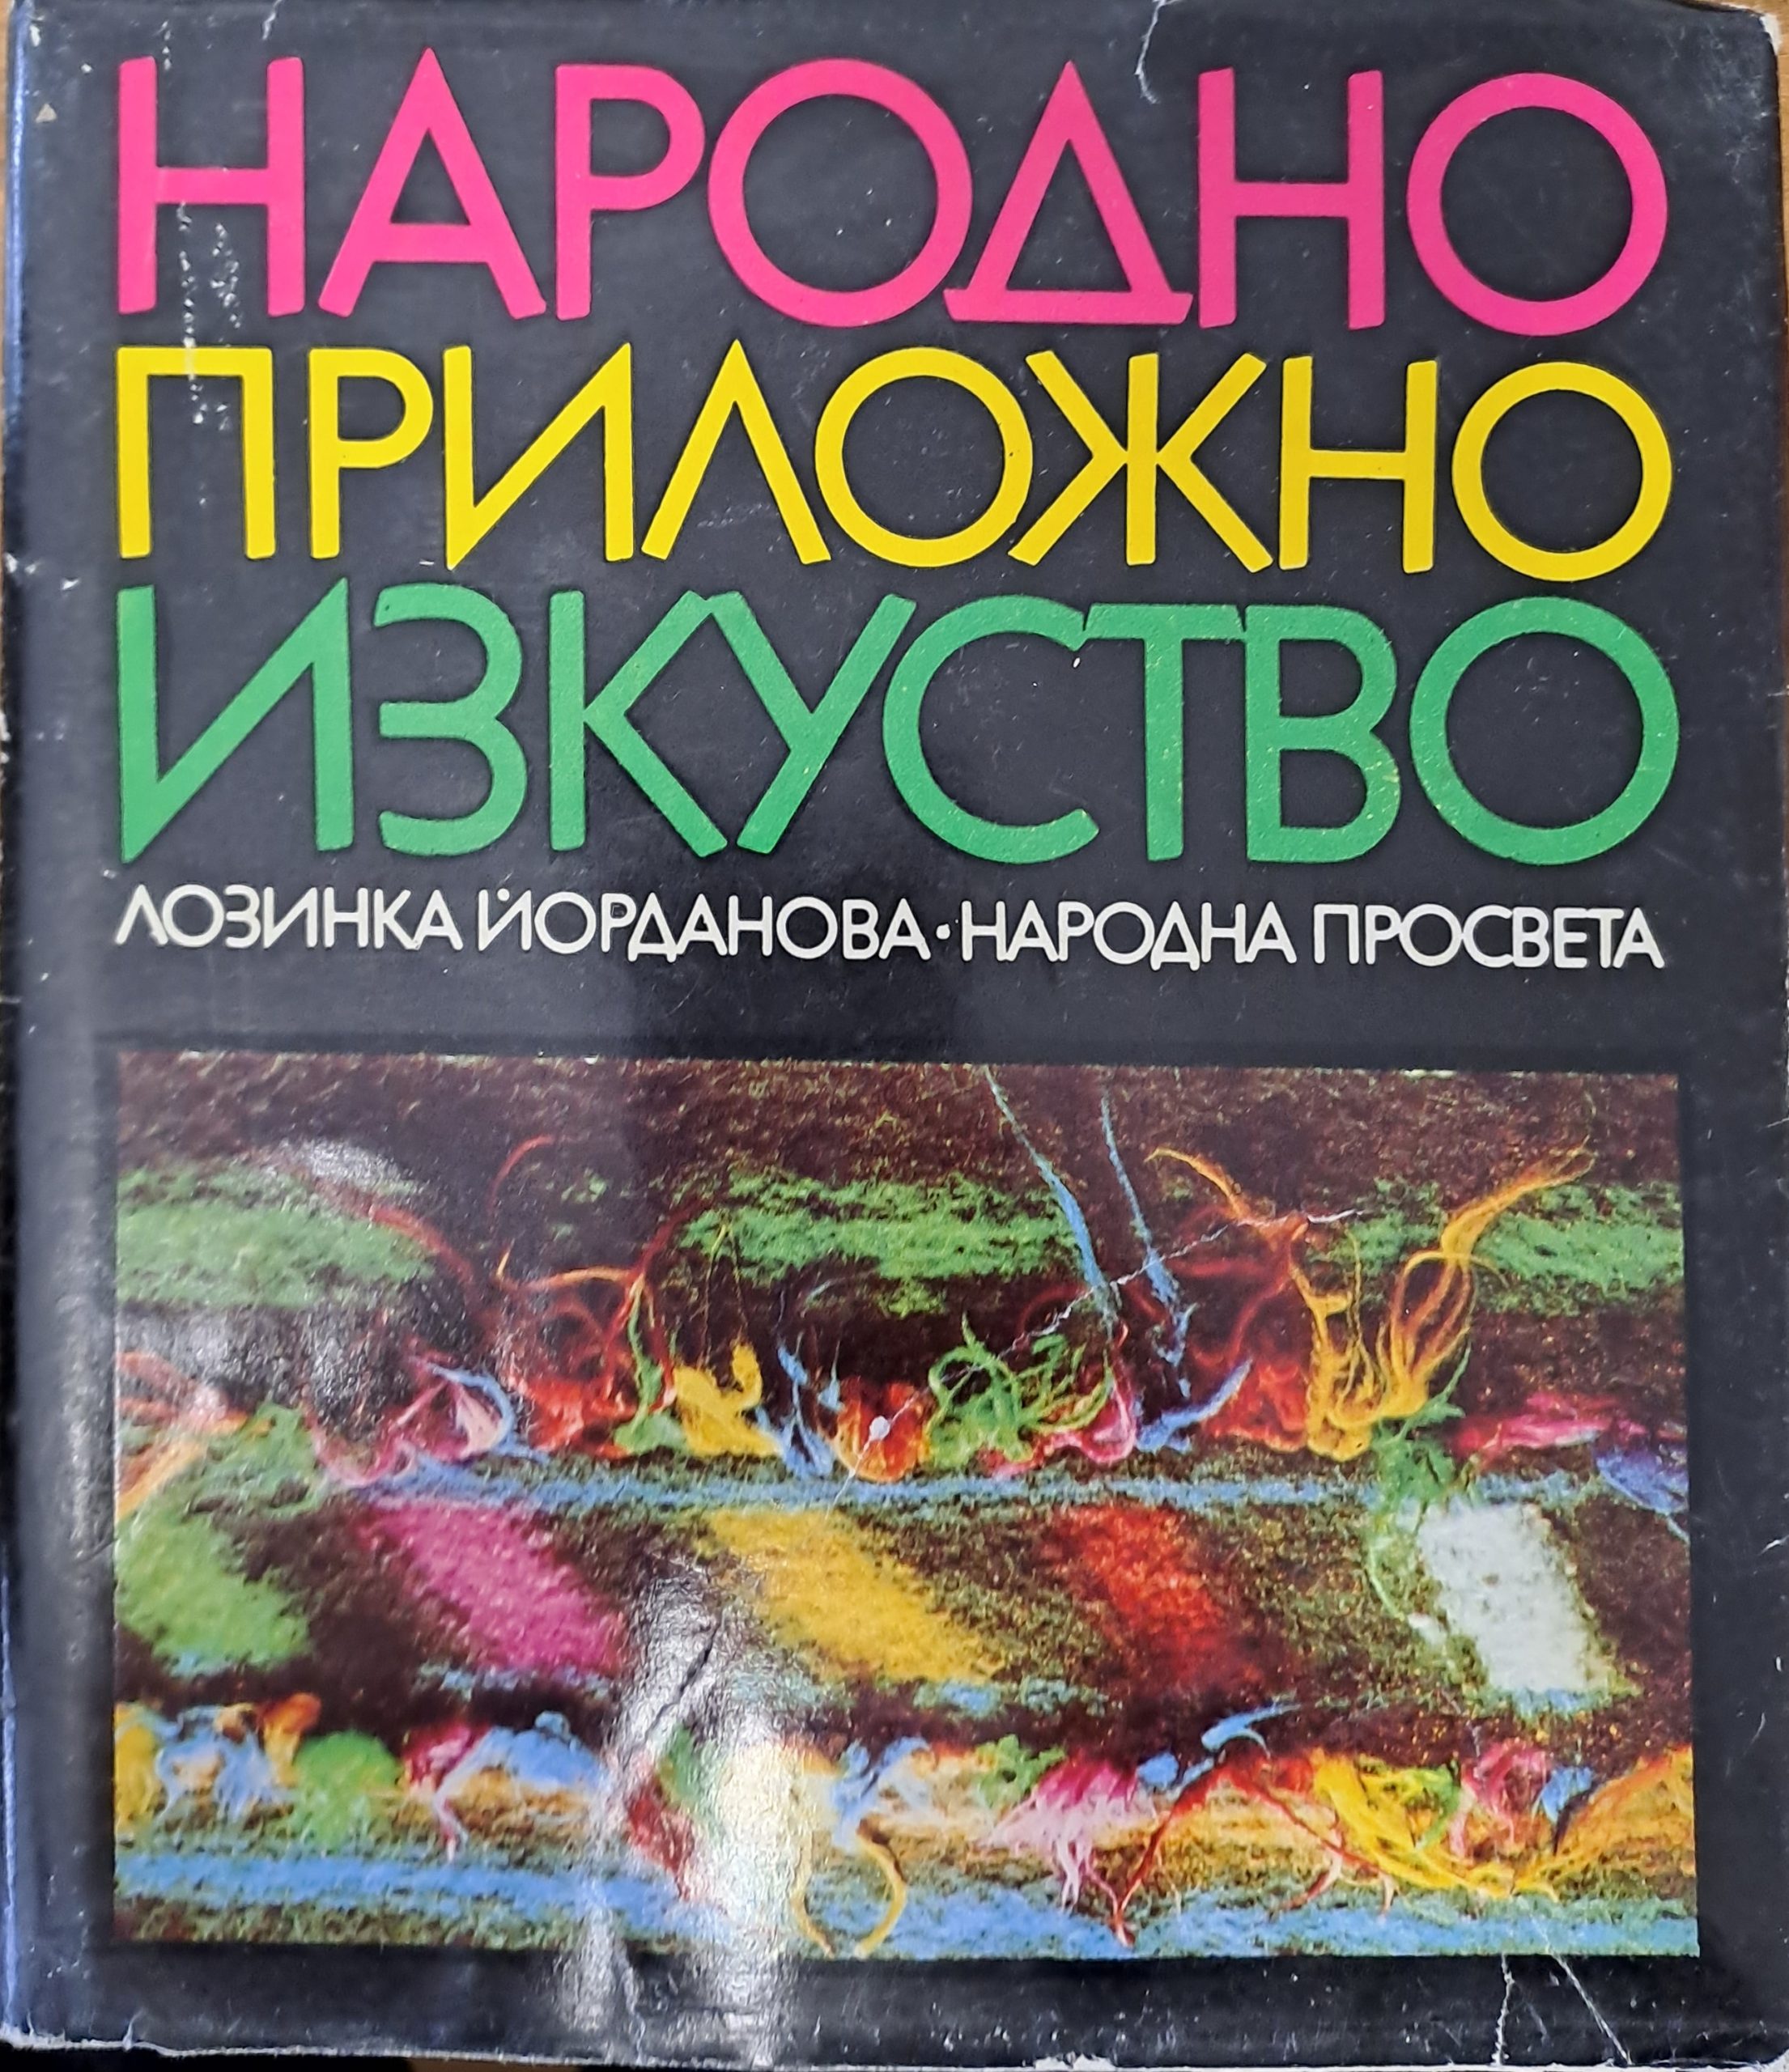 НАРОДНО
ПРИЛОЖНО
ИЗКУСТВО
ЛОЗИНКА ЙОРДАНОВА · НАРОДНА ПРОСВЕТА